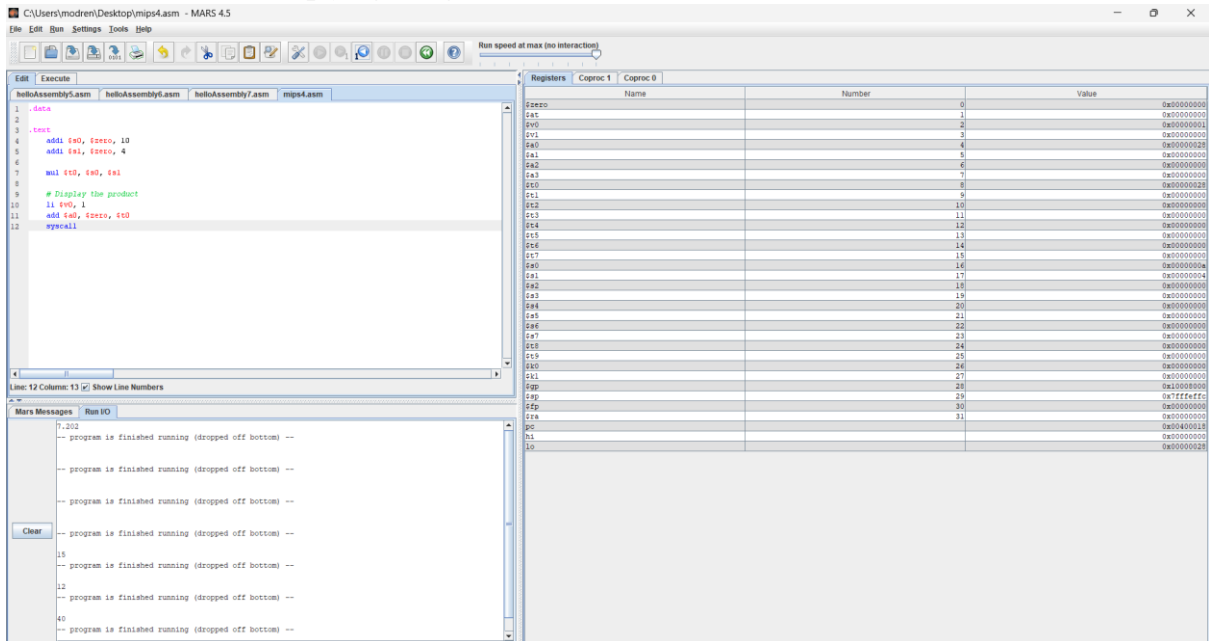 C:\Users\modren\Desktop\mips4.asm - MARS 4.5
File Edit Run Settings Tools Help
Run speed at max (no interaction)
Edit Execute
helloAssembly5.asm helloAssembly6.asm helloAssembly7.asm mips4.asm
1 .data
2
3 .text
4 addi $s0, $zero, 10
5 addi $s1, $zero, 4
6
7 mul $t0, $s0, $s1
8
9 # Display the product
10 li $v0, 1
11 add $a0, $zero, $t0
12 syscall
Line: 12 Column: 13 Show Line Numbers
Mars Messages Run I/O
7.202
-- program is finished running (dropped off bottom) --
-- program is finished running (dropped off bottom) --
-- program is finished running (dropped off bottom) --
-- program is finished running (dropped off bottom) --
15
-- program is finished running (dropped off bottom) --
12
-- program is finished running (dropped off bottom) --
40
-- program is finished running (dropped off bottom) --
Clear
Registers Coproc 1 Coproc 0
Name Number Value
$zero 0 0x00000000
$at 1 0x00000000
$v0 2 0x00000001
$v1 3 0x00000000
$a0 4 0x00000028
$a1 5 0x00000000
$a2 6 0x00000000
$a3 7 0x00000000
$t0 8 0x00000028
$t1 9 0x00000000
$t2 10 0x00000000
$t3 11 0x00000000
$t4 12 0x00000000
$t5 13 0x00000000
$t6 14 0x00000000
$t7 15 0x00000000
$s0 16 0x0000000a
$s1 17 0x00000004
$s2 18 0x00000000
$s3 19 0x00000000
$s4 20 0x00000000
$s5 21 0x00000000
$s6 22 0x00000000
$s7 23 0x00000000
$t8 24 0x00000000
$t9 25 0x00000000
$k0 26 0x00000000
$k1 27 0x00000000
$gp 28 0x10008000
$sp 29 0x7fffeffc
$fp 30 0x00000000
$ra 31 0x00000000
pc 0x00400018
hi 0x00000000
lo 0x00000028